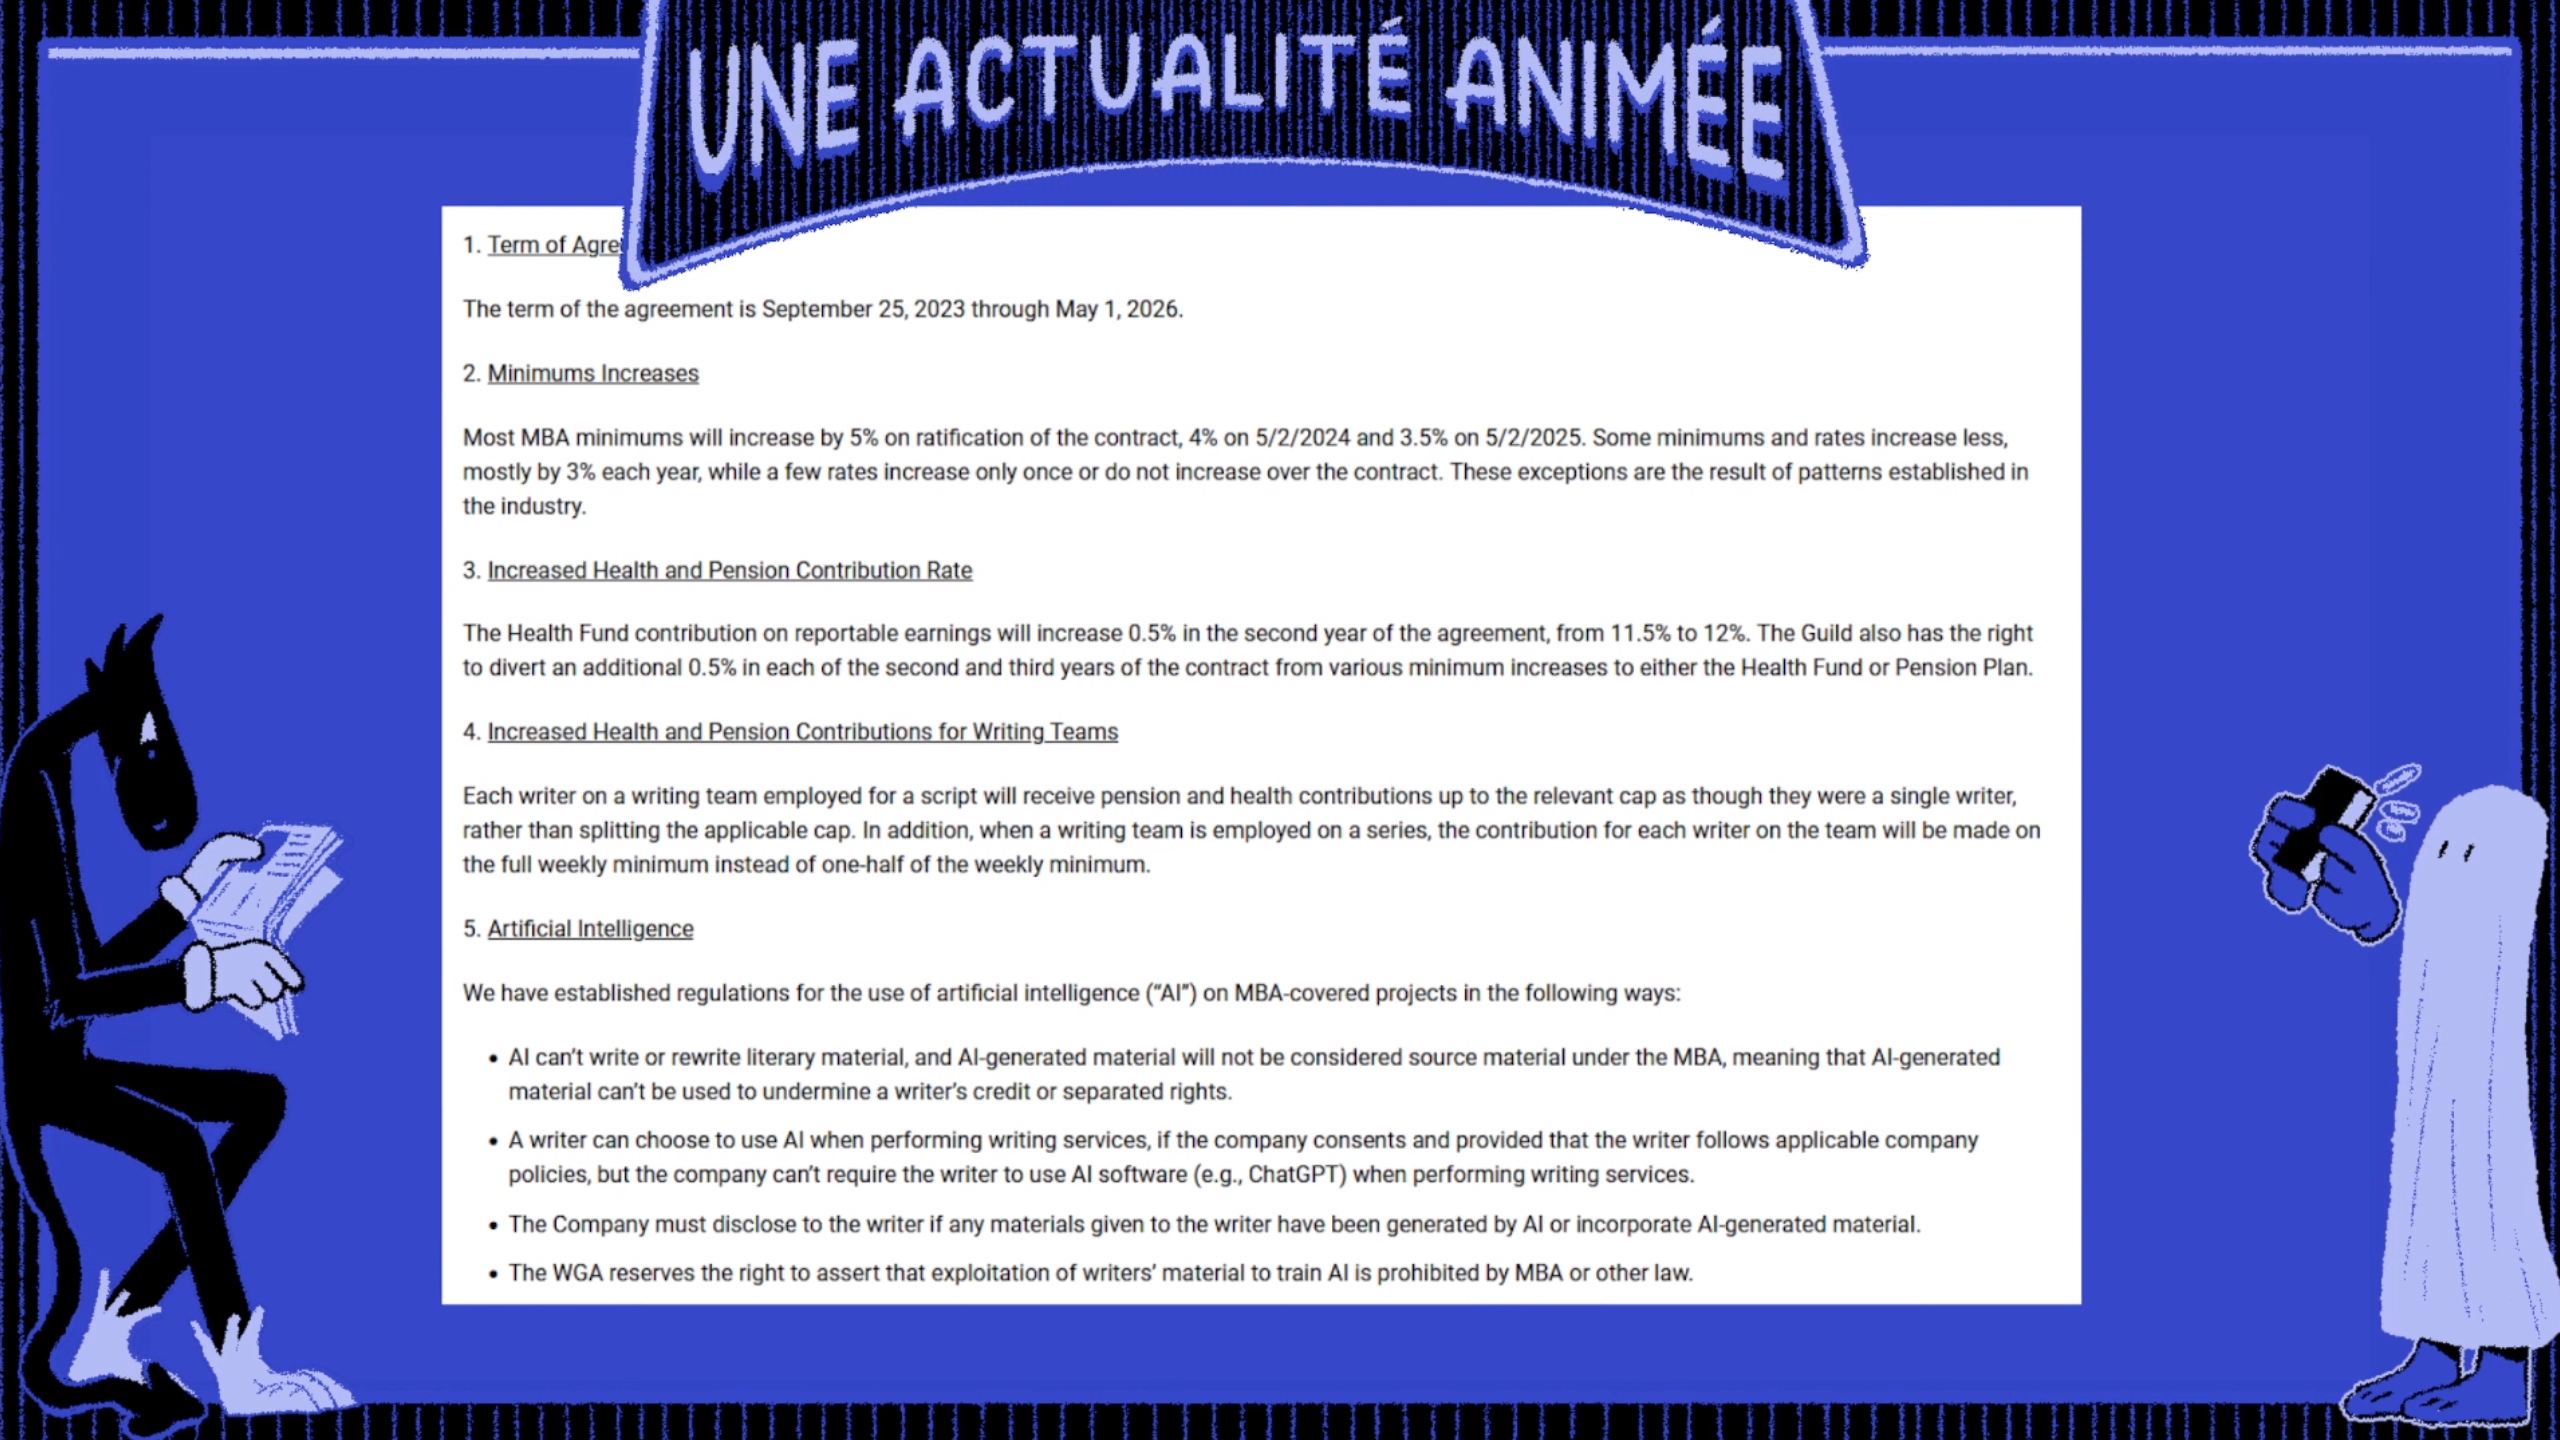 UNE ACTUALITÉ ANIMÉE
1. Term of
The term of the agreement is September 25, 2023 through May 1, 2026.
2. Minimums Increases
Most MBA minimums will increase by 5% on ratification of the contract, 4% on 5/2/2024 and 3.5% on 5/2/2025. Some minimums and rates increase less,
mostly by 3% each year, while a few rates increase only once or do not increase over the contract. These exceptions are the result of patterns established in
the industry.
3. Increased Health and Pension Contribution Rate
The Health Fund contribution on reportable earnings will increase 0.5% in the second year of the agreement, from 11.5% to 12%. The Guild also has the right
to divert an additional 0.5% in each of the second and third years of the contract from various minimum increases to either the Health Fund or Pension Plan.
4. Increased Health and Pension Contributions for Writing Teams
Each writer on a writing team employed for a script will receive pension and health contributions up to the relevant cap as though they were a single writer,
rather than splitting the applicable cap. In addition, when a writing team is employed on a series, the contribution for each writer on the team will be made on
the full weekly minimum instead of one-half of the weekly minimum.
5. Artificial Intelligence
We have established regulations for the use of artificial intelligence (“AI”) on MBA-covered projects in the following ways:
• AI can’t write or rewrite literary material, and AI-generated material will not be considered source material under the MBA, meaning that AI-generated
material can’t be used to undermine a writer’s credit or separated rights.
• A writer can choose to use AI when performing writing services, if the company consents and provided that the writer follows applicable company
policies, but the company can’t require the writer to use AI software (e.g., ChatGPT) when performing writing services.
• The Company must disclose to the writer if any materials given to the writer have been generated by AI or incorporate AI-generated material.
• The WGA reserves the right to assert that exploitation of writers’ material to train AI is prohibited by MBA or other law.